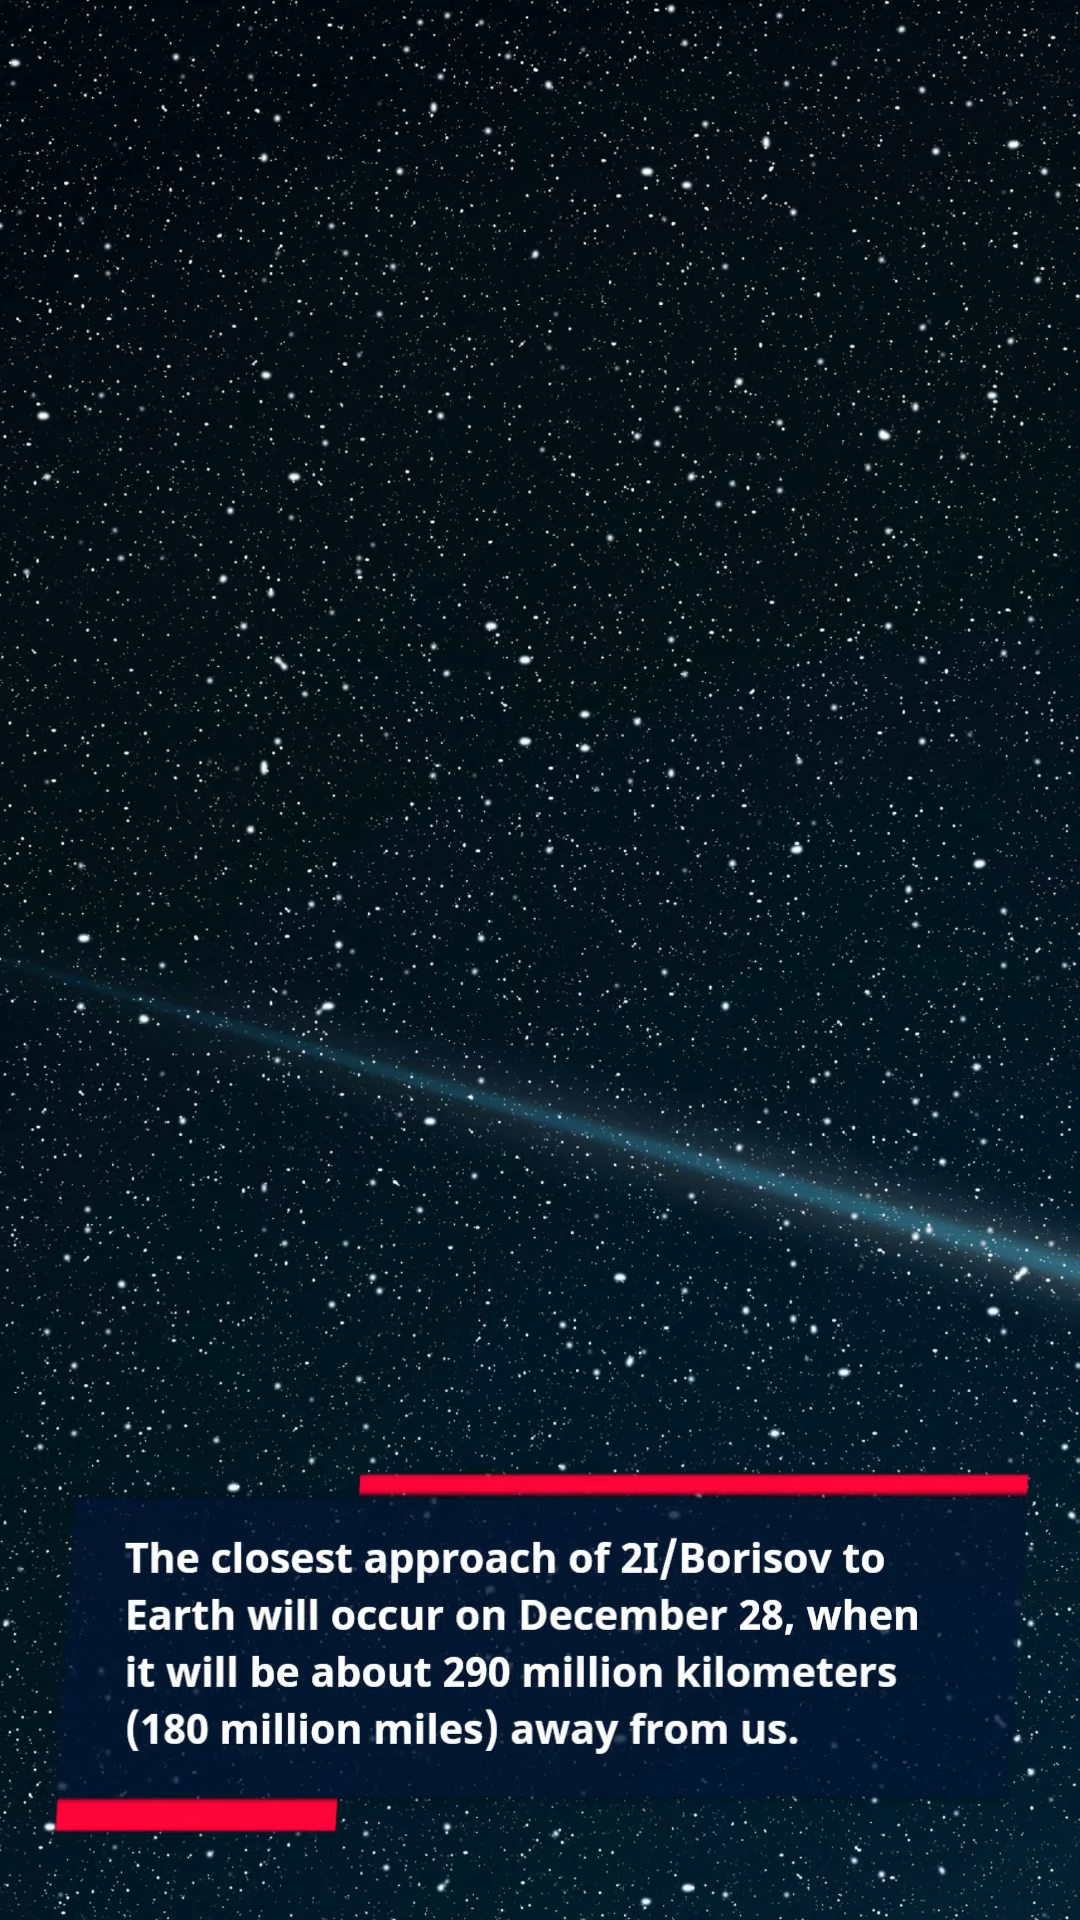 The closest approach of 2I/Borisov to
Earth will occur on December 28, when
it will be about 290 million kilometers
(180 million miles) away from us.